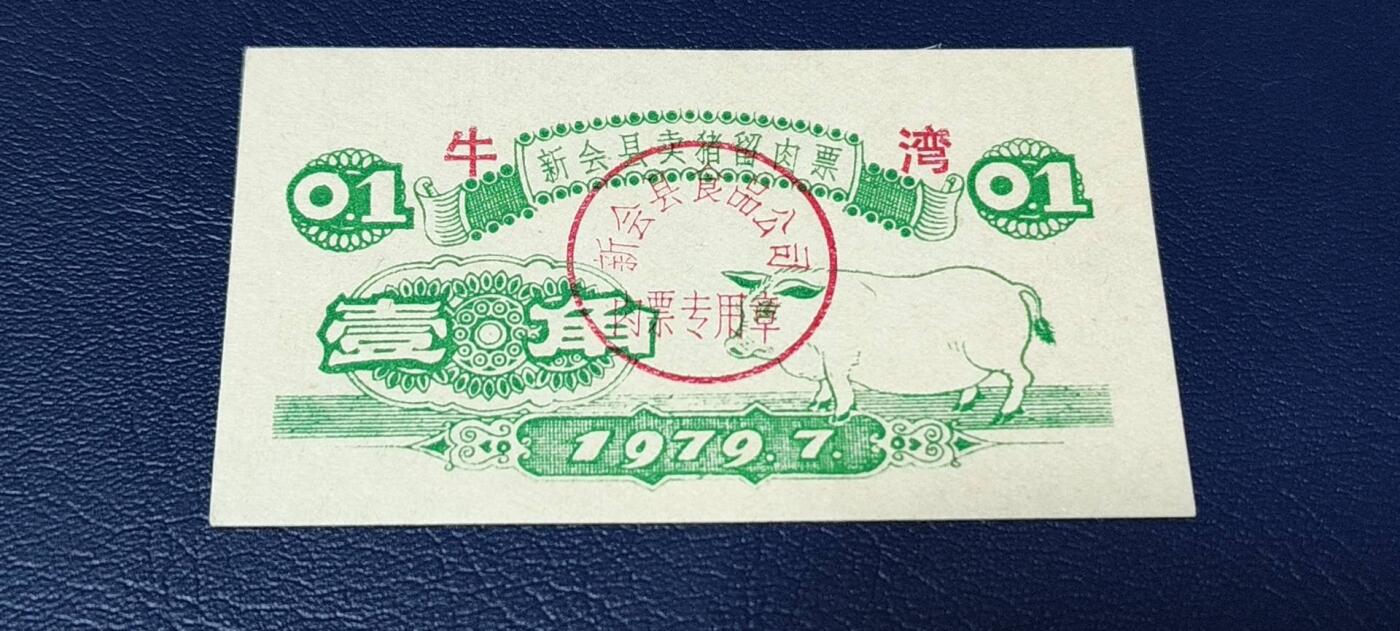 牛 湾
新会县卖猪留肉票
0.1 0.1
新会县食品公司
肉票专用章
壹角
1979.7.